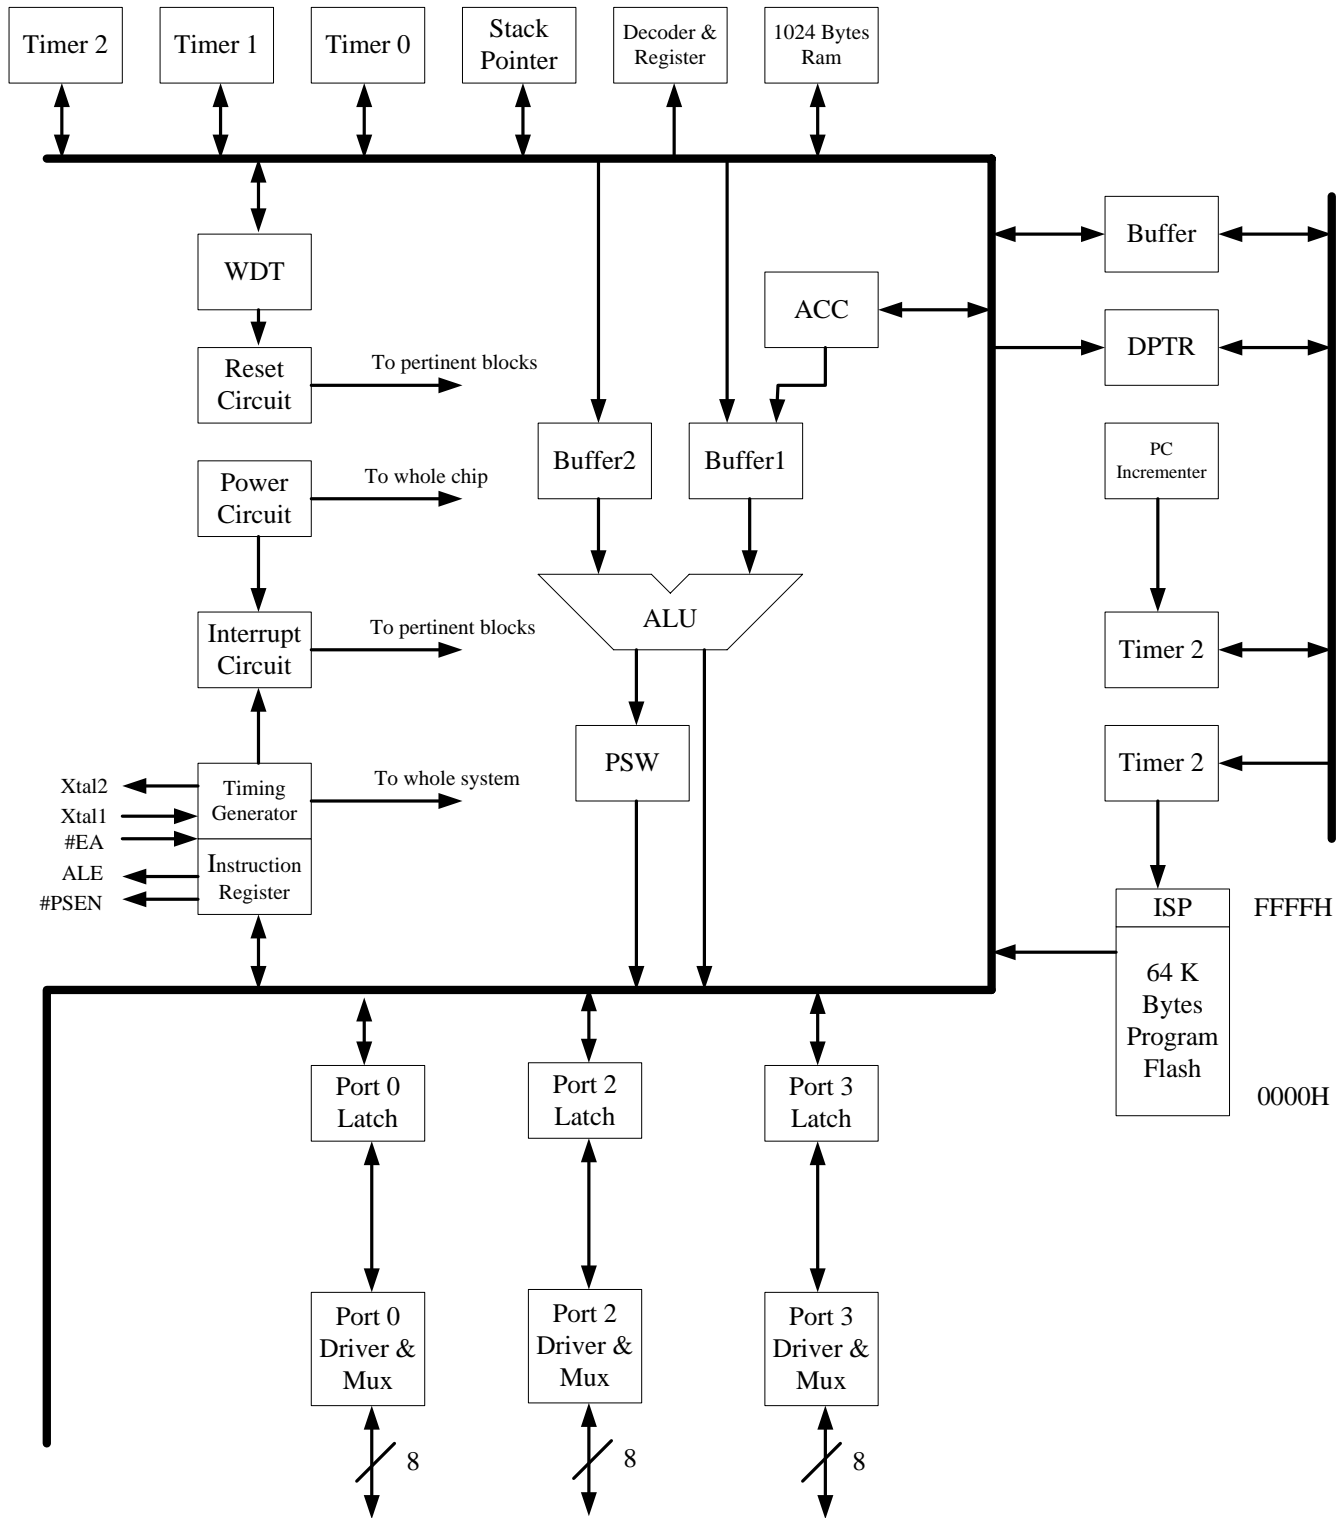 Timer 2
Timer 1
Timer 0
Stack
Pointer
Decoder &
Register
1024 Bytes
Ram
WDT
Reset
Circuit
To pertinent blocks
Power
Circuit
To whole chip
Interrupt
Circuit
To pertinent blocks
Timing
Generator
To whole system
Instruction
Register
Xtal2
Xtal1
#EA
ALE
#PSEN
ACC
Buffer2
Buffer1
ALU
PSW
Buffer
DPTR
PC
Incrementer
Timer 2
Timer 2
ISP
FFFFH
64 K
Bytes
Program
Flash
0000H
Port 0
Latch
Port 2
Latch
Port 3
Latch
Port 0
Driver &
Mux
Port 2
Driver &
Mux
Port 3
Driver &
Mux
8
8
8